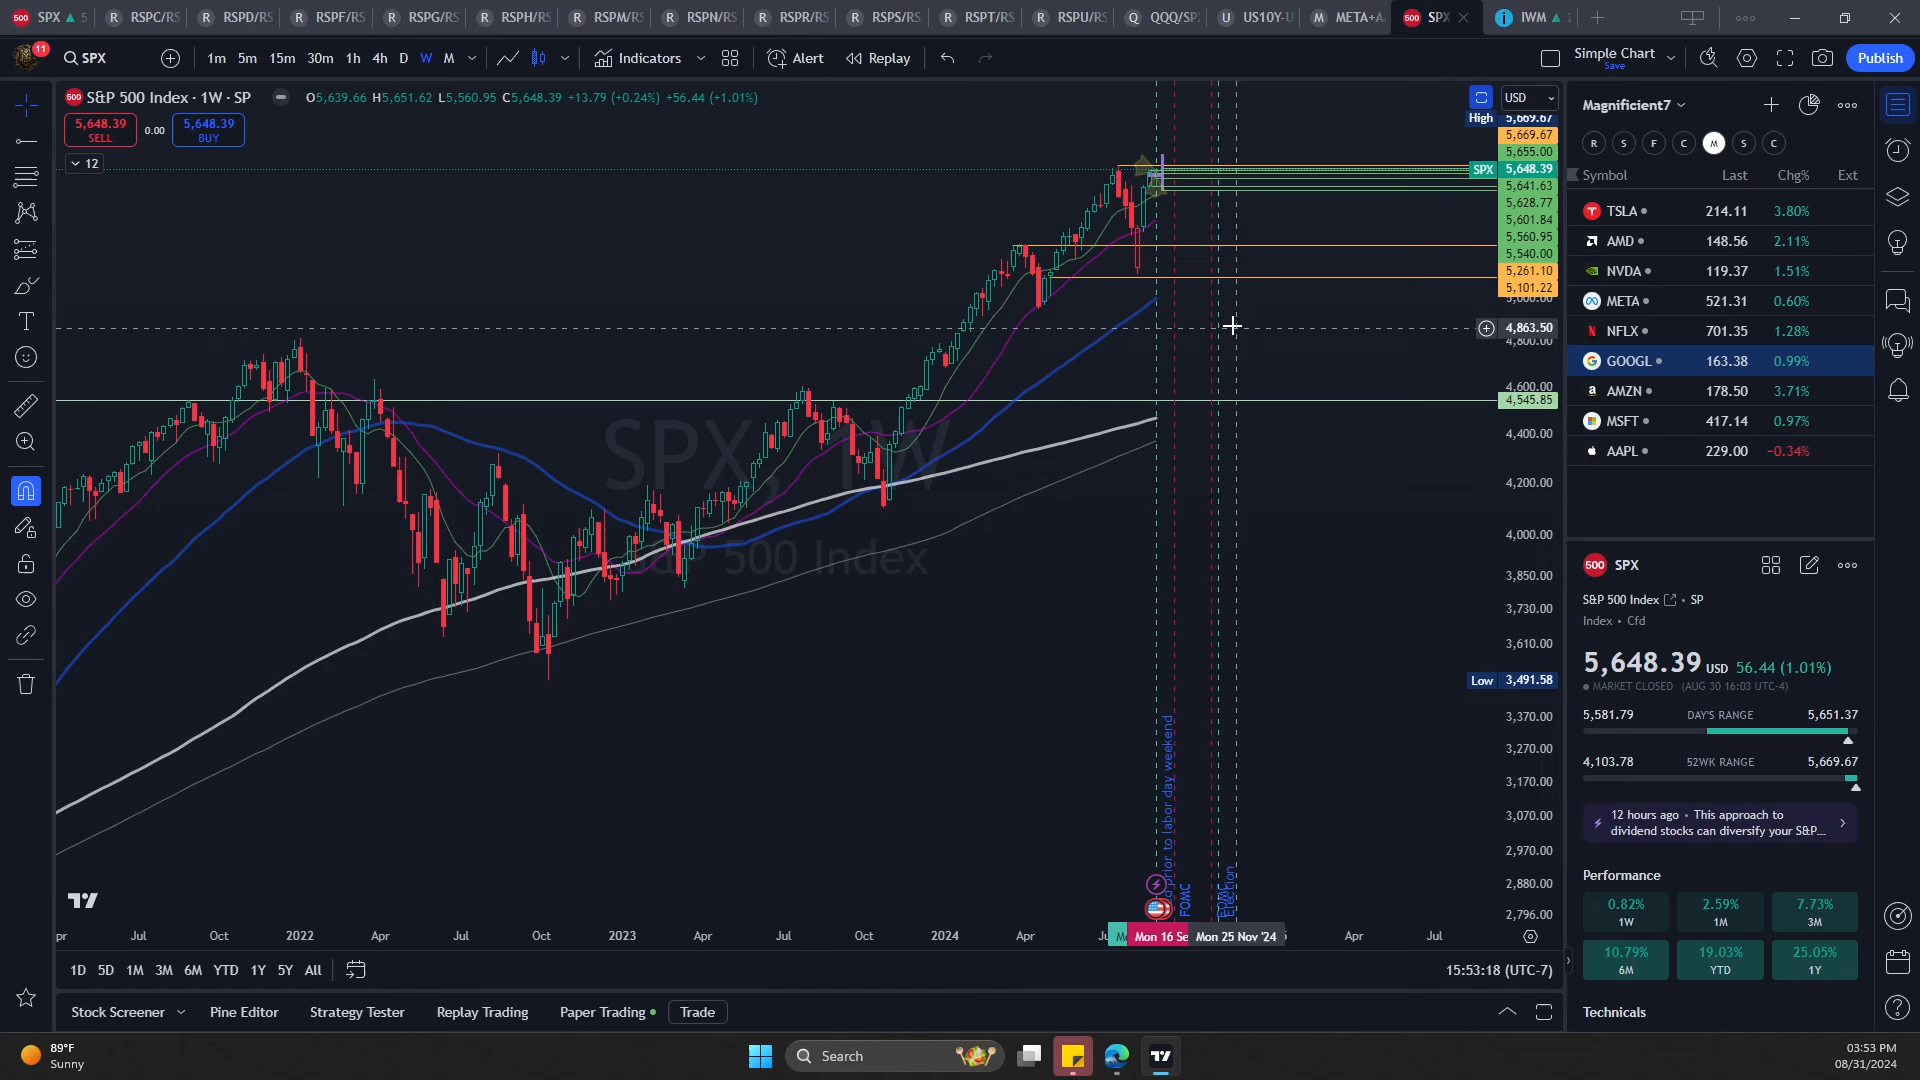 500 SPX ▲ 5 R RSPC/RS R RSPD/RS R RSPF/RS R RSPG/RS R RSPH/RS R RSPM/RS R RSPN/RS R RSPR/RS R RSPS/RS R RSPT/RS R RSPU/RS Q QQQ/SP U US10Y-U M META+A 500 SPX i IWM ▲
11 SPX 1m 5m 15m 30m 1h 4h D W M Indicators Alert Replay Simple Chart Save Publish
500 S&P 500 Index · 1W · SP O5,639.66 H5,651.62 L5,560.95 C5,648.39 +13.79 (+0.24%) +56.44 (+1.01%)
5,648.39 SELL 0.00 5,648.39 BUY
12
USD
High 5,669.67
5,669.67
5,655.00
SPX 5,648.39
5,641.63
5,628.77
5,601.84
5,560.95
5,540.00
5,261.10
5,101.22
5,000.00
4,863.50
4,800.00
4,600.00
4,545.85
4,400.00
4,200.00
4,000.00
3,850.00
3,730.00
3,610.00
Low 3,491.58
3,370.00
3,270.00
3,170.00
3,070.00
2,970.00
2,880.00
2,796.00
SPX, 1W
S&P 500 Index
prior to labor day weekend
FOMC
FOMC
Election
pr Jul Oct 2022 Apr Jul Oct 2023 Apr Jul Oct 2024 Apr Ju Mon 16 Se Mon 25 Nov '24 Apr Jul
1D 5D 1M 3M 6M YTD 1Y 5Y All 15:53:18 (UTC-7)
Stock Screener Pine Editor Strategy Tester Replay Trading Paper Trading Trade
Magnificient7
R S F C M S C
Symbol Last Chg% Ext
TSLA 214.11 3.80%
AMD 148.56 2.11%
NVDA 119.37 1.51%
META 521.31 0.60%
NFLX 701.35 1.28%
GOOGL 163.38 0.99%
AMZN 178.50 3.71%
MSFT 417.14 0.97%
AAPL 229.00 −0.34%
500 SPX
S&P 500 Index • SP
Index • Cfd
5,648.39 USD 56.44 (1.01%)
MARKET CLOSED (AUG 30 16:03 UTC-4)
5,581.79 DAY'S RANGE 5,651.37
4,103.78 52WK RANGE 5,669.67
12 hours ago • This approach to
dividend stocks can diversify your S&P...
Performance
0.82% 2.59% 7.73%
1W 1M 3M
10.79% 19.03% 25.05%
6M YTD 1Y
Technicals
89°F
Sunny
Search
03:53 PM
08/31/2024